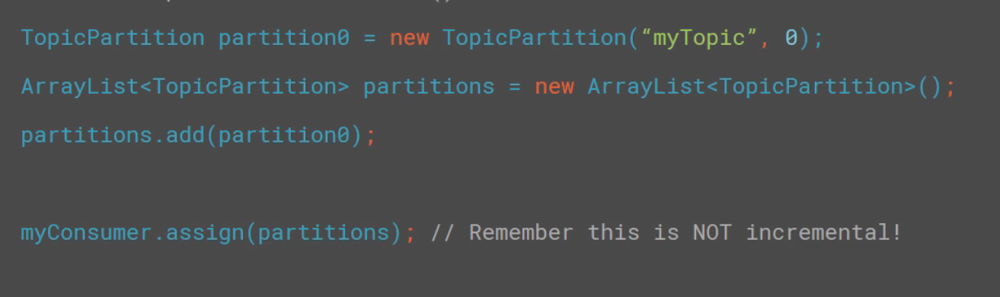 TopicPartition partition0 = new TopicPartition(“myTopic”, 0);
ArrayList<TopicPartition> partitions = new ArrayList<TopicPartition>();
partitions.add(partition0);
myConsumer.assign(partitions); // Remember this is NOT incremental!